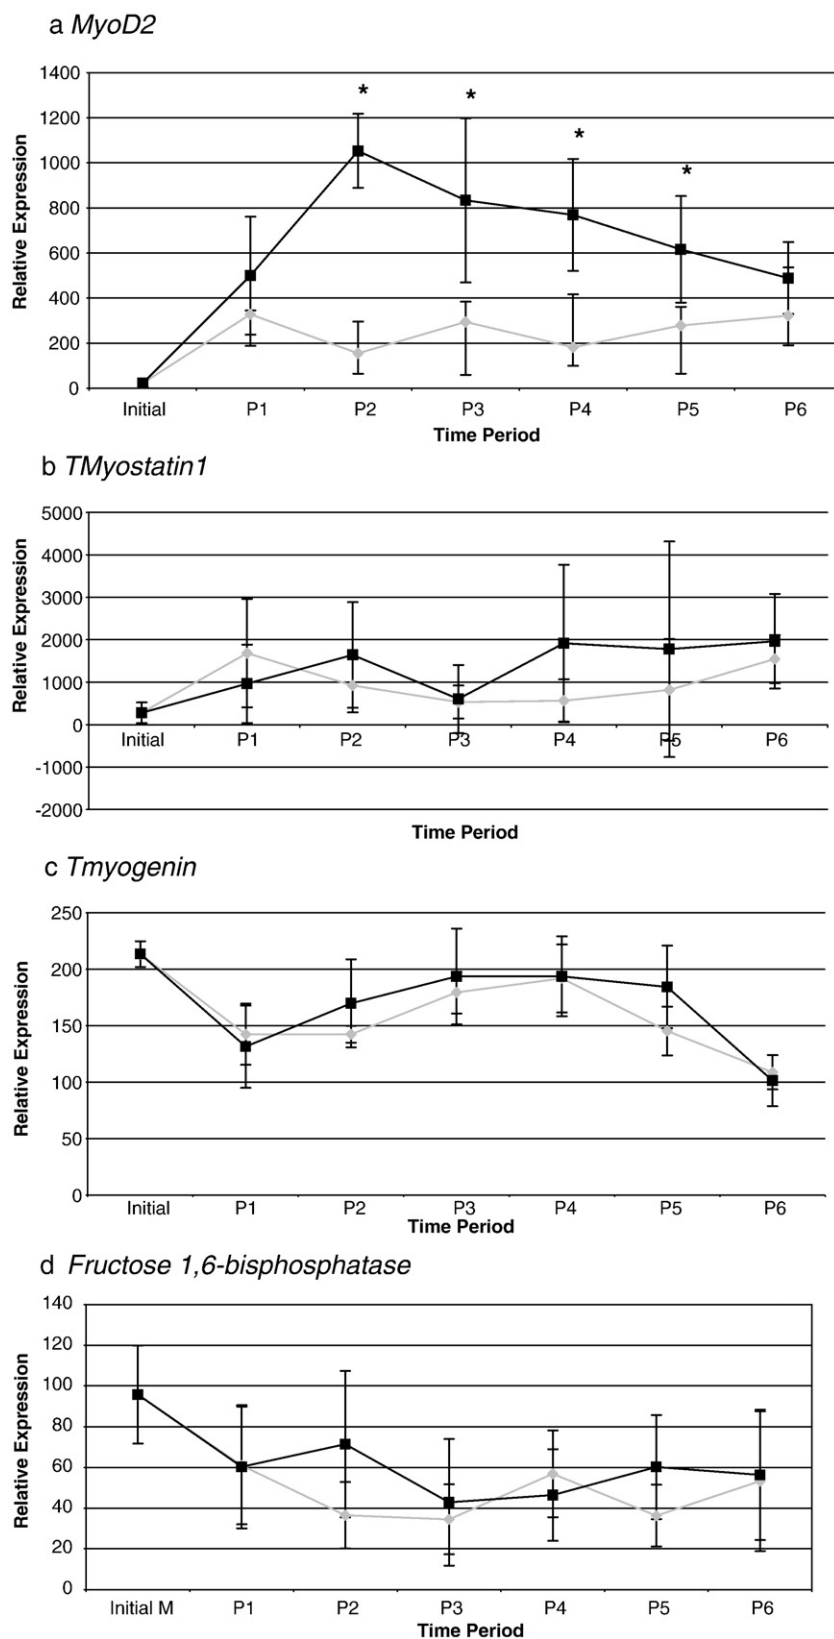 a MyoD2
1400
1200
1000
800
600
400
200
0
Relative Expression
* * * *
Initial P1 P2 P3 P4 P5 P6
Time Period
b TMyostatin1
5000
4000
3000
2000
1000
0
-1000
-2000
Relative Expression
Initial P1 P2 P3 P4 P5 P6
Time Period
c Tmyogenin
250
200
150
100
50
0
Relative Expression
Initial P1 P2 P3 P4 P5 P6
Time Period
d Fructose 1,6-bisphosphatase
140
120
100
80
60
40
20
0
Relative Expression
Initial M P1 P2 P3 P4 P5 P6
Time Period